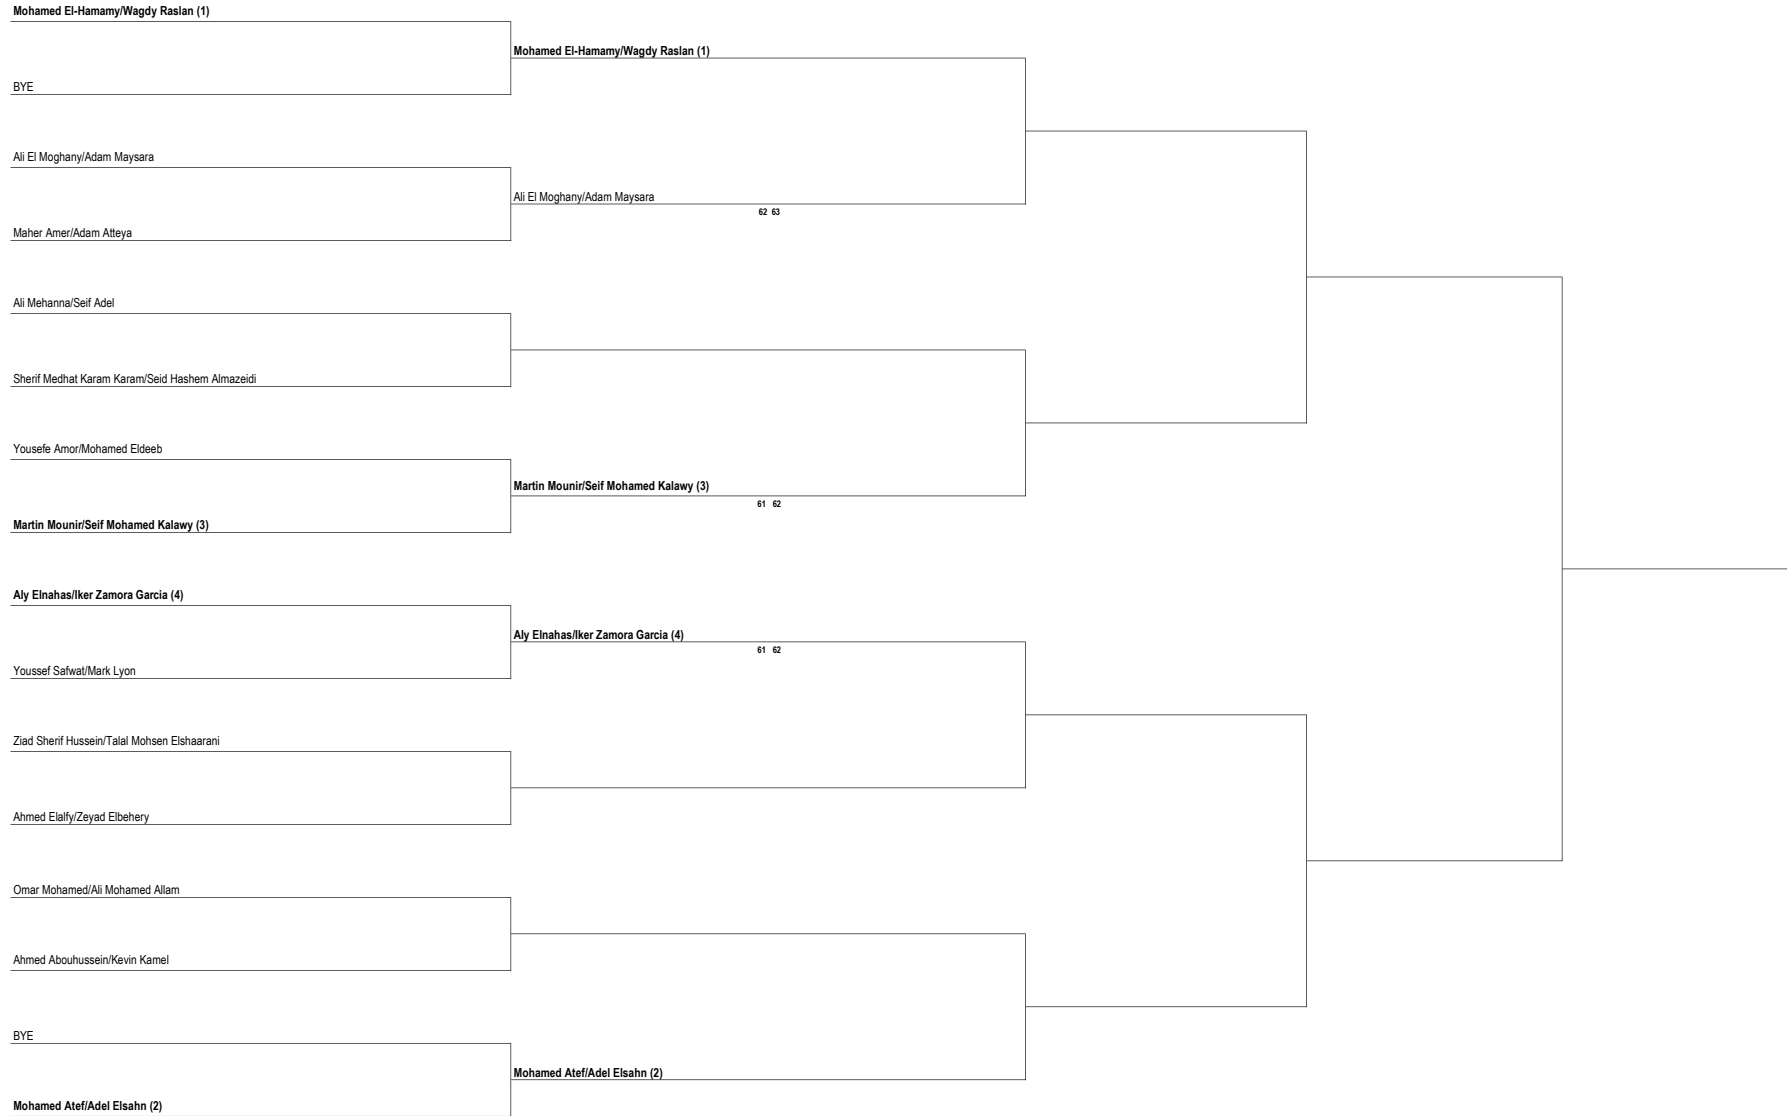 Mohamed El-Hamamy/Wagdy Raslan (1)
Mohamed El-Hamamy/Wagdy Raslan (1)
BYE
Ali El Moghany/Adam Maysara
Ali El Moghany/Adam Maysara
62 63
Maher Amer/Adam Atteya
Ali Mehanna/Seif Adel
Sherif Medhat Karam Karam/Seid Hashem Almazeidi
Yousefe Amor/Mohamed Eldeeb
Martin Mounir/Seif Mohamed Kalawy (3)
61 62
Martin Mounir/Seif Mohamed Kalawy (3)
Aly Elnahas/Iker Zamora Garcia (4)
Aly Elnahas/Iker Zamora Garcia (4)
61 62
Youssef Safwat/Mark Lyon
Ziad Sherif Hussein/Talal Mohsen Elshaarani
Ahmed Elalfy/Zeyad Elbehery
Omar Mohamed/Ali Mohamed Allam
Ahmed Abouhussein/Kevin Kamel
BYE
Mohamed Atef/Adel Elsahn (2)
Mohamed Atef/Adel Elsahn (2)